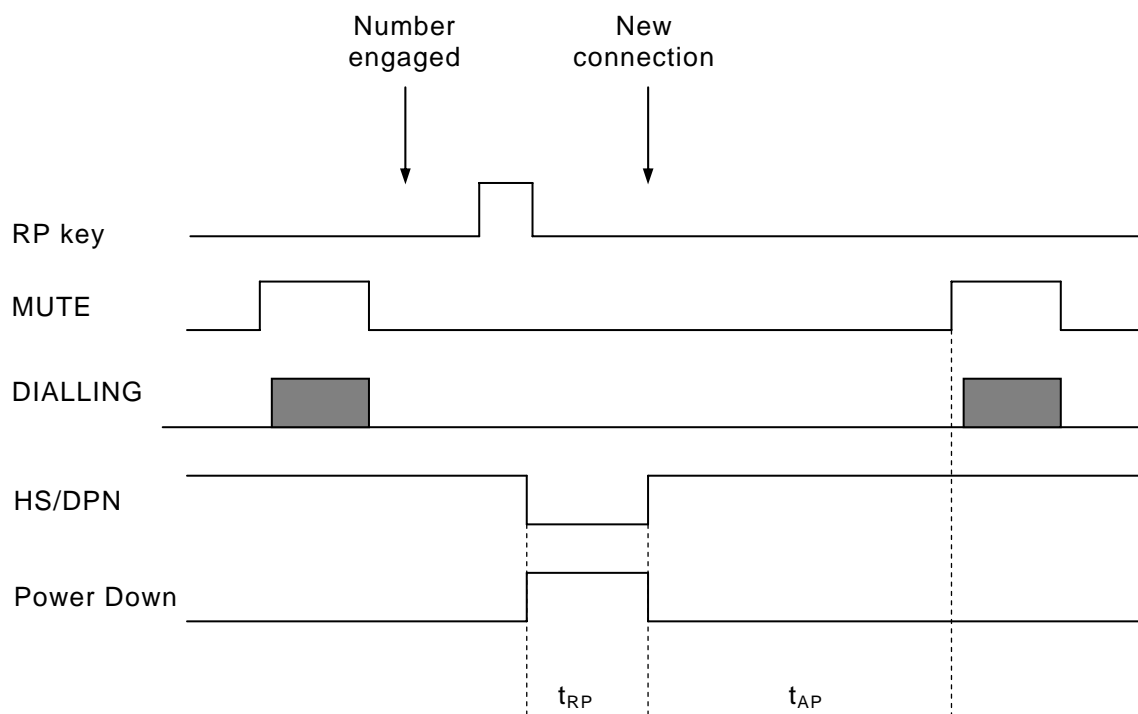 Number
engaged
New
connection
RP key
MUTE
DIALLING
HS/DPN
Power Down
tRP
tAP